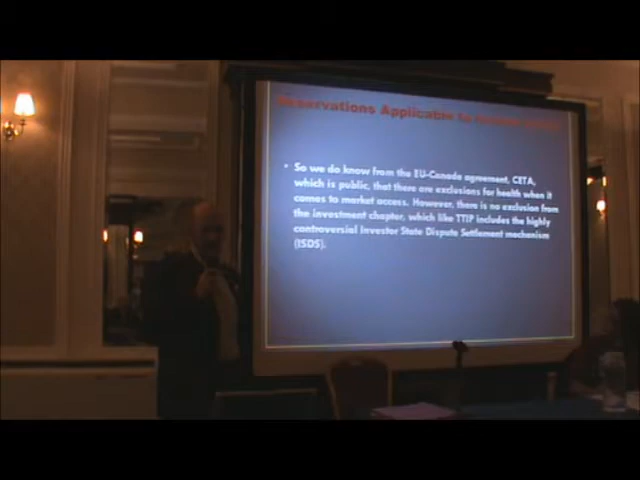 Reservations Applicable
• So we do know from the EU-Canada agreement, CETA,
which is public, that there are exclusions for health when it
comes to market access. However, there is no exclusion from
the investment chapter, which like TTIP includes the highly
controversial Investor State Dispute Settlement mechanism
(ISDS).